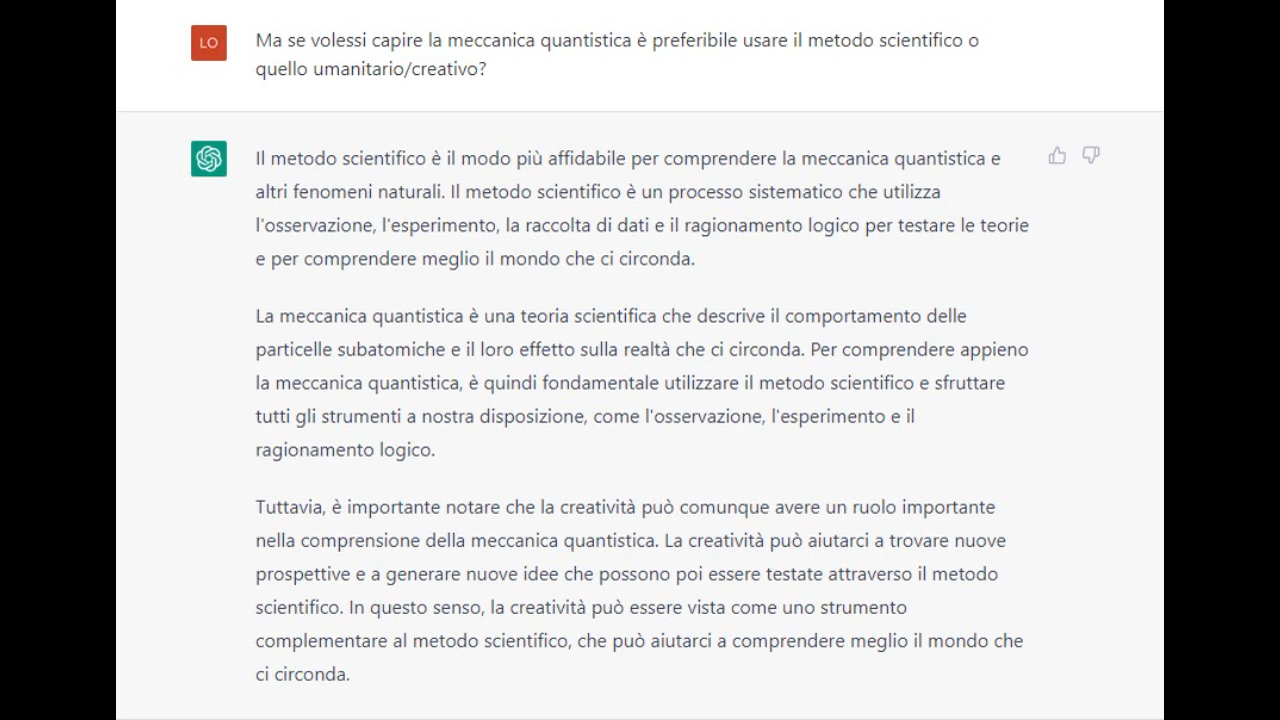 LO
Ma se volessi capire la meccanica quantistica è preferibile usare il metodo scientifico o
quello umanitario/creativo?
Il metodo scientifico è il modo più affidabile per comprendere la meccanica quantistica e
altri fenomeni naturali. Il metodo scientifico è un processo sistematico che utilizza
l'osservazione, l'esperimento, la raccolta di dati e il ragionamento logico per testare le teorie
e per comprendere meglio il mondo che ci circonda.
La meccanica quantistica è una teoria scientifica che descrive il comportamento delle
particelle subatomiche e il loro effetto sulla realtà che ci circonda. Per comprendere appieno
la meccanica quantistica, è quindi fondamentale utilizzare il metodo scientifico e sfruttare
tutti gli strumenti a nostra disposizione, come l'osservazione, l'esperimento e il
ragionamento logico.
Tuttavia, è importante notare che la creatività può comunque avere un ruolo importante
nella comprensione della meccanica quantistica. La creatività può aiutarci a trovare nuove
prospettive e a generare nuove idee che possono poi essere testate attraverso il metodo
scientifico. In questo senso, la creatività può essere vista come uno strumento
complementare al metodo scientifico, che può aiutarci a comprendere meglio il mondo che
ci circonda.